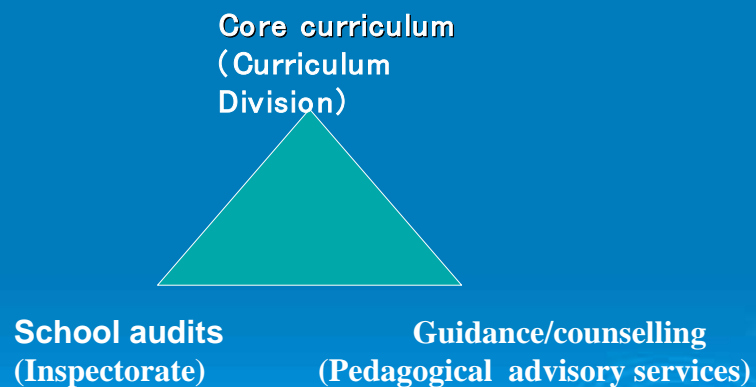 Core curriculum
(Curriculum
Division)
School audits
(Inspectorate)
Guidance/counselling
(Pedagogical advisory services)